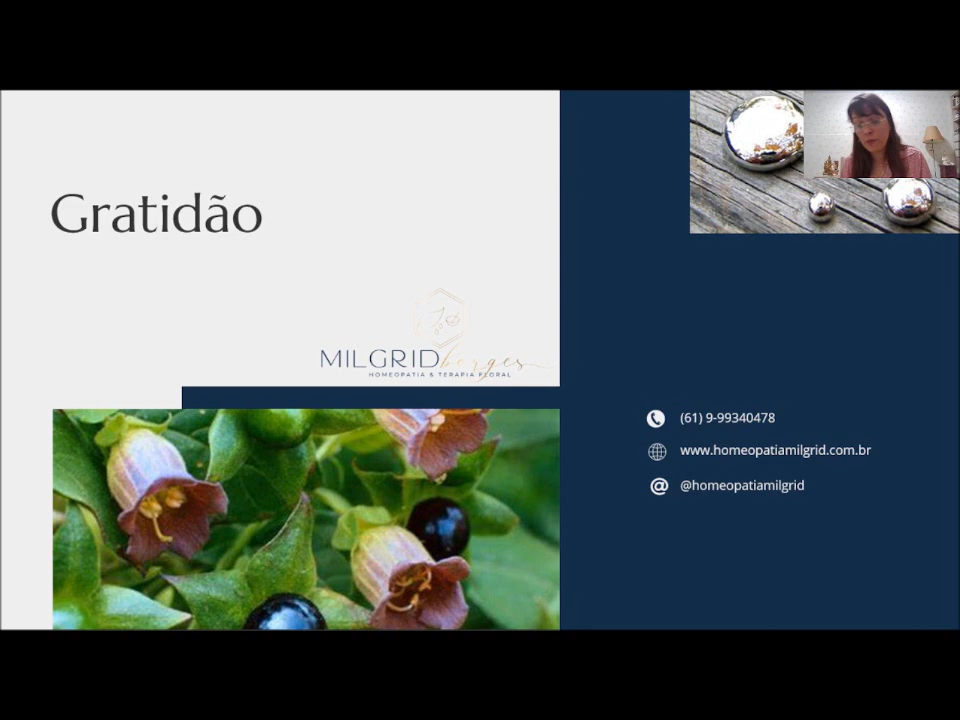 Gratidão
MILGRID borges
HOMEOPATIA & TERAPIA FLORAL
(61) 9-99340478
www.homeopatiamilgrid.com.br
@homeopatiamilgrid